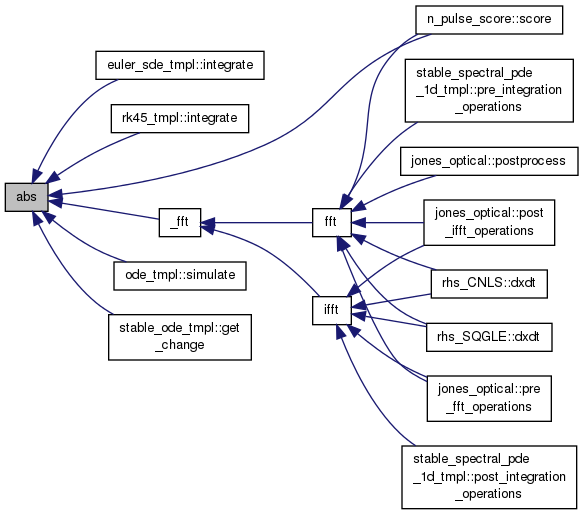 n_pulse_score::score
euler_sde_tmpl::integrate
stable_spectral_pde
_1d_tmpl::pre_integration
_operations
rk45_tmpl::integrate
jones_optical::postprocess
abs
_fft
fft
jones_optical::post
_ifft_operations
ode_tmpl::simulate
rhs_CNLS::dxdt
ifft
stable_ode_tmpl::get
_change
rhs_SQGLE::dxdt
jones_optical::pre
_fft_operations
stable_spectral_pde
_1d_tmpl::post_integration
_operations